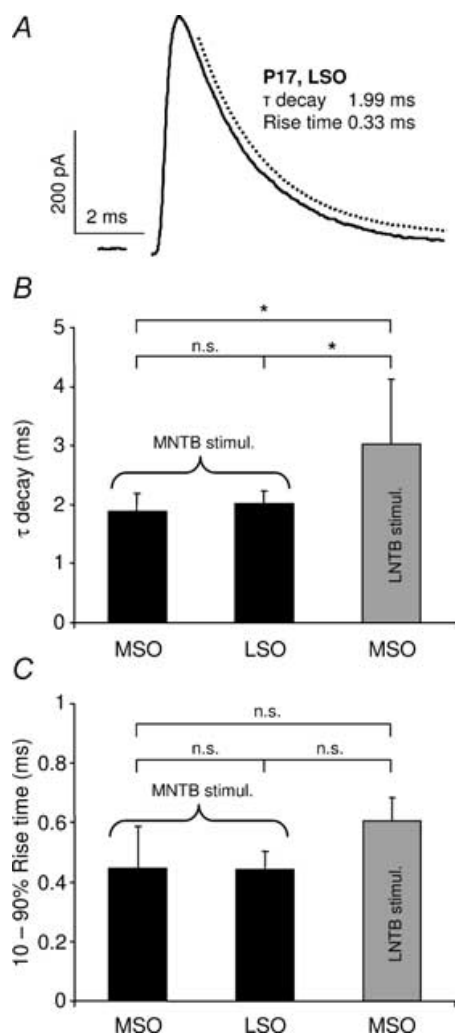 A
P17, LSO
τ decay 1.99 ms
Rise time 0.33 ms
200 pA
2 ms
B
*
n.s. *
5
4
3
2
1
0
τ decay (ms)
MNTB stimul.
LNTB stimul.
MSO LSO MSO
C
n.s.
n.s. n.s.
1
0.8
0.6
0.4
0.2
0
10 – 90% Rise time (ms)
MNTB stimul.
LNTB stimul.
MSO LSO MSO